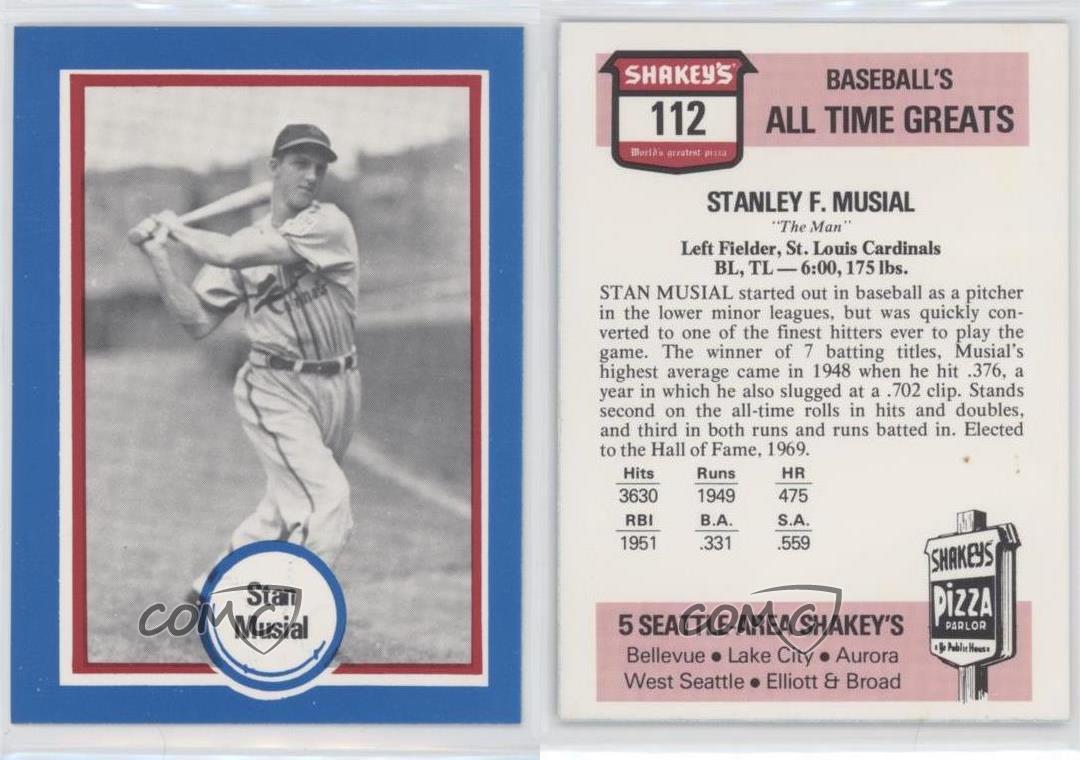 Cardinals
Stan
Musial
COMC
SHAKEY'S
112
World's greatest pizza
BASEBALL'S
ALL TIME GREATS
STANLEY F. MUSIAL
"The Man"
Left Fielder, St. Louis Cardinals
BL, TL — 6:00, 175 lbs.
STAN MUSIAL started out in baseball as a pitcher
in the lower minor leagues, but was quickly con-
verted to one of the finest hitters ever to play the
game. The winner of 7 batting titles, Musial's
highest average came in 1948 when he hit .376, a
year in which he also slugged at a .702 clip. Stands
second on the all-time rolls in hits and doubles,
and third in both runs and runs batted in. Elected
to the Hall of Fame, 1969.
Hits Runs HR
3630 1949 475
RBI B.A. S.A.
1951 .331 .559
SHAKEY'S
PIZZA
PARLOR
Ye Public House
5 SEATTLE-AREA SHAKEY'S
COMC
Bellevue • Lake City • Aurora
West Seattle • Elliott & Broad